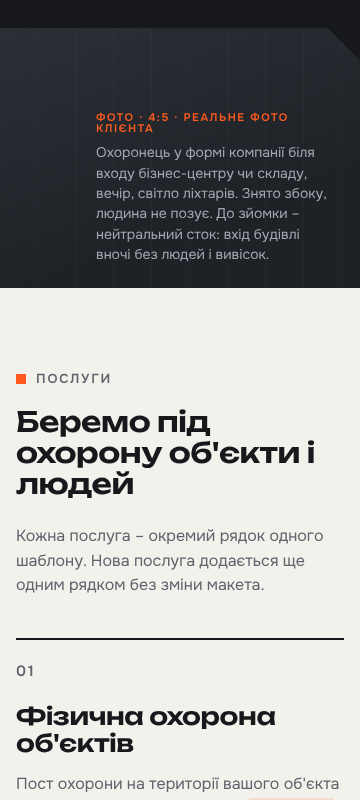 ФОТО · 4:5 · РЕАЛЬНЕ ФОТО
КЛІЄНТА
Охоронець у формі компанії біля
входу бізнес-центру чи складу,
вечір, світло ліхтарів. Знято збоку,
людина не позує. До зйомки –
нейтральний сток: вхід будівлі
вночі без людей і вивісок.
ПОСЛУГИ
Беремо під
охорону об'єкти і
людей
Кожна послуга – окремий рядок одного
шаблону. Нова послуга додається ще
одним рядком без зміни макета.
01
Фізична охорона
об'єктів
Пост охорони на території вашого об'єкта